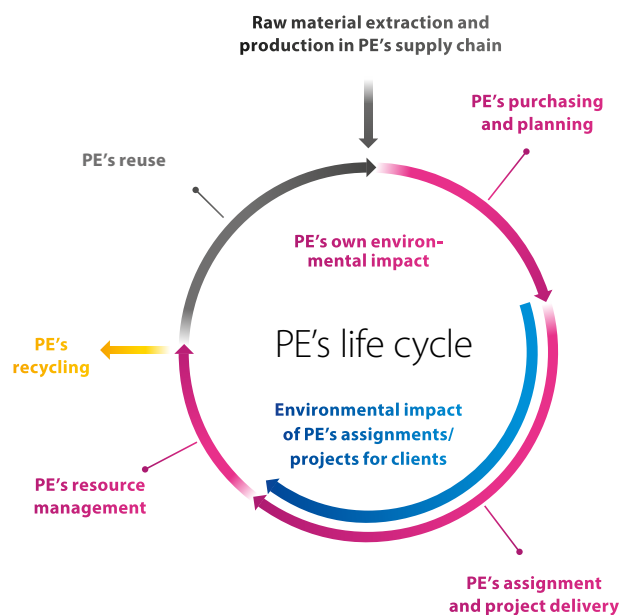 Raw material extraction and
production in PE’s supply chain
PE’s purchasing
and planning
PE’s reuse
PE’s own environ-
mental impact
PE’s life cycle
PE’s
recycling
Environmental impact
of PE’s assignments/
projects for clients
PE’s resource
management
PE’s assignment
and project delivery